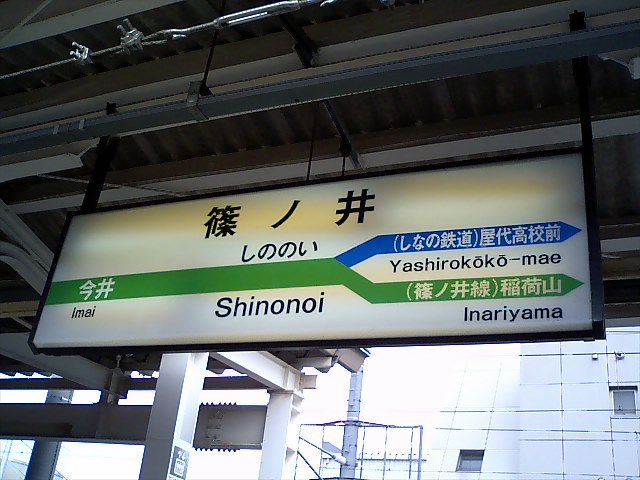 篠ノ井
しののい
(しなの鉄道)屋代高校前
Yashirokōkō-mae
今井
(篠ノ井線)稲荷山
Imai
Shinonoi
Inariyama